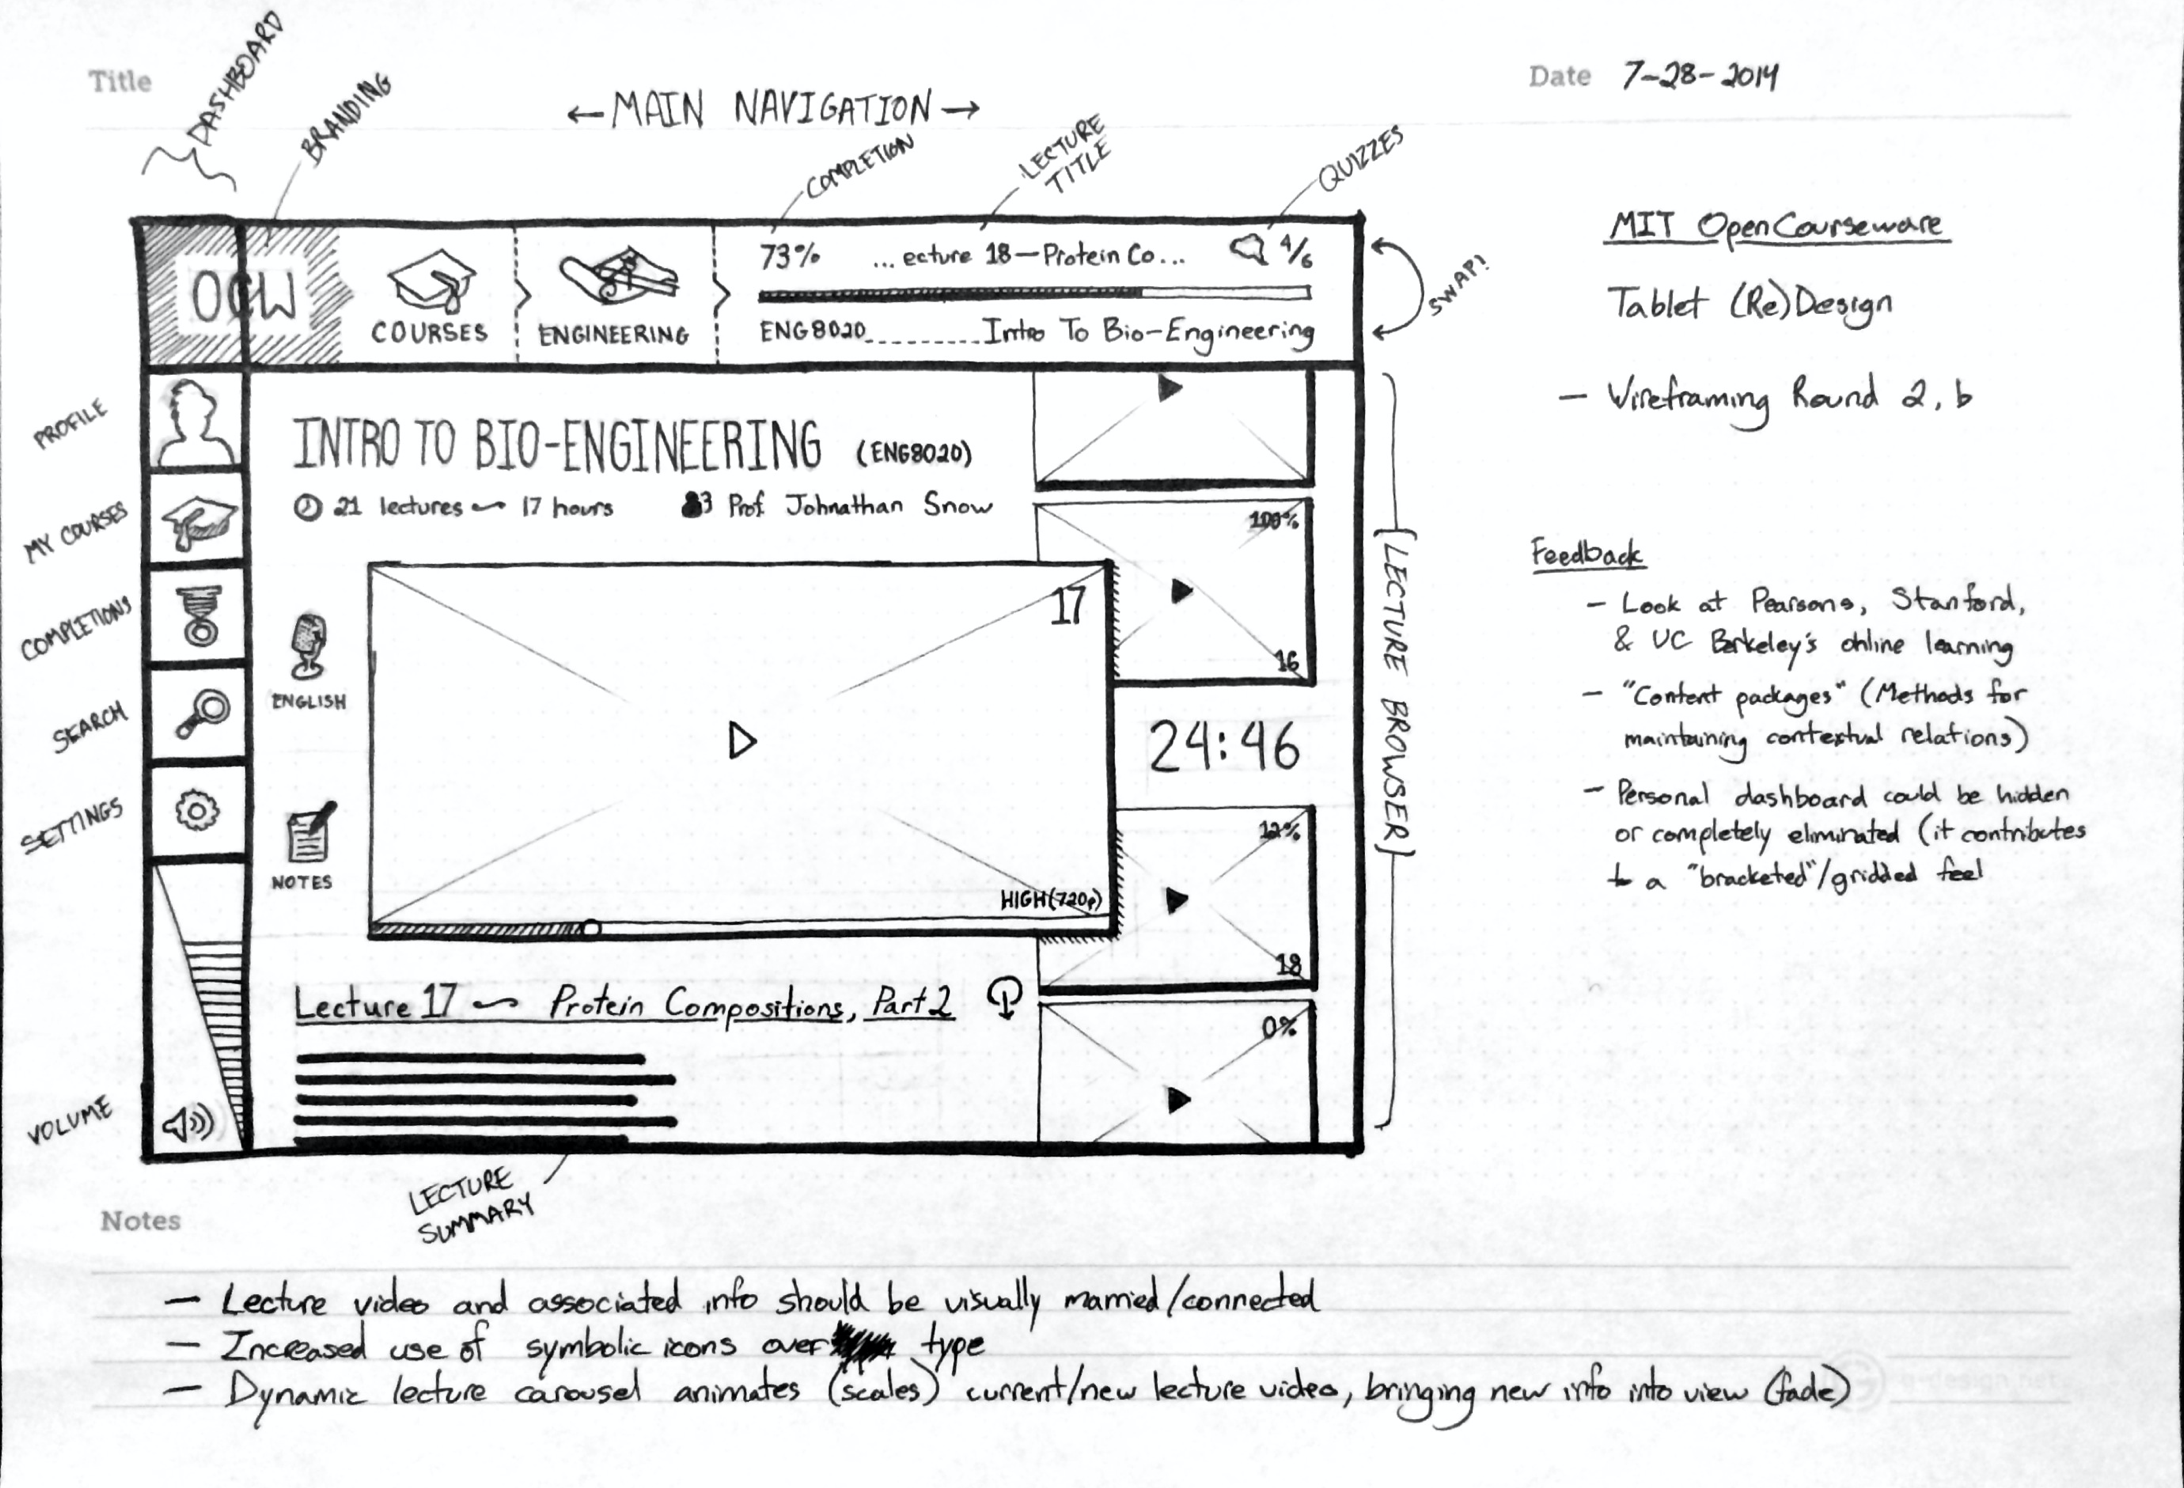 Title
Date 7-28-2014
DASHBOARD
BRANDING
← MAIN NAVIGATION →
COMPLETION
LECTURE
TITLE
QUIZZES
OCW
COURSES
ENGINEERING
73% ...ecture 18—Protein Co... 4/6
ENG8020.........Intro To Bio-Engineering
SWAP!
MIT OpenCourseware
Tablet (Re)Design
— Wireframing Round 2, b
PROFILE
MY COURSES
COMPLETIONS
SEARCH
SETTINGS
VOLUME
INTRO TO BIO-ENGINEERING (ENG8020)
21 lectures ~ 17 hours
Prof. Johnathan Snow
ENGLISH
NOTES
17
HIGH(720p)
100%
16
24:46
12%
18
0%
[LECTURE BROWSER]
Lecture 17 ~ Protein Compositions, Part 2
LECTURE
SUMMARY
Feedback
— Look at Pearsons, Stanford,
& UC Berkeley's online learning
— "Content packages" (Methods for
maintaining contextual relations)
— Personal dashboard could be hidden
or completely eliminated (it contributes
to a "bracketed"/gridded feel
Notes
— Lecture video and associated info should be visually married/connected
— Increased use of symbolic icons over type
— Dynamic lecture carousel animates (scales) current/new lecture video, bringing new info into view (fade)